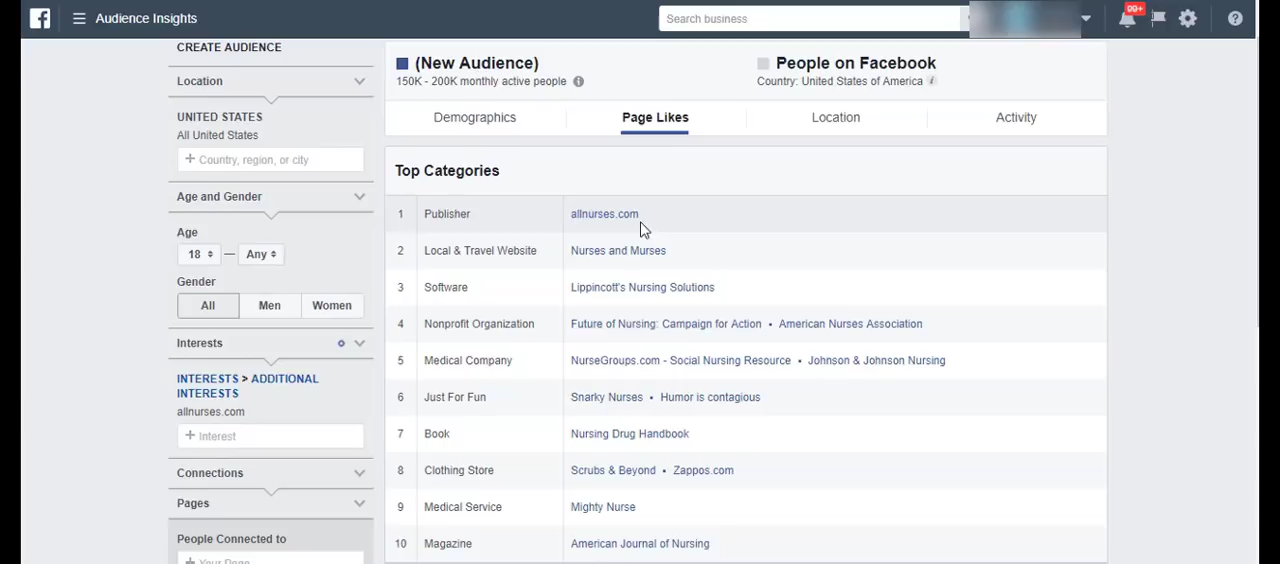 f
Audience Insights
Search business
99+
?
CREATE AUDIENCE
Location
UNITED STATES
All United States
+ Country, region, or city
Age and Gender
Age
18 — Any
Gender
All Men Women
Interests
INTERESTS > ADDITIONAL
INTERESTS
allnurses.com
+ Interest
Connections
Pages
People Connected to
+ Your Page
(New Audience)
150K - 200K monthly active people i
People on Facebook
Country: United States of America i
Demographics Page Likes Location Activity
Top Categories
1 Publisher allnurses.com
2 Local & Travel Website Nurses and Murses
3 Software Lippincott's Nursing Solutions
4 Nonprofit Organization Future of Nursing: Campaign for Action • American Nurses Association
5 Medical Company NurseGroups.com - Social Nursing Resource • Johnson & Johnson Nursing
6 Just For Fun Snarky Nurses • Humor is contagious
7 Book Nursing Drug Handbook
8 Clothing Store Scrubs & Beyond • Zappos.com
9 Medical Service Mighty Nurse
10 Magazine American Journal of Nursing